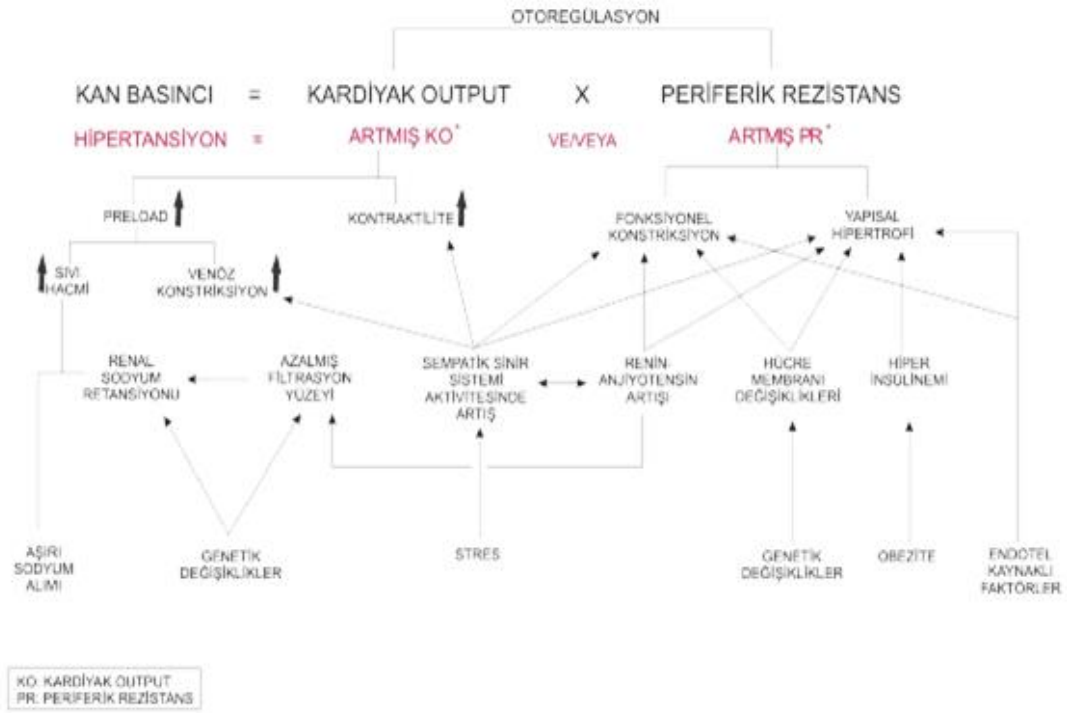 OTOREGÜLASYON
KAN BASINCI = KARDİYAK OUTPUT X PERİFERİK REZİSTANS
HİPERTANSİYON = ARTMIŞ KO* VE/VEYA ARTMIŞ PR*
PRELOAD
KONTRAKTİLİTE
FONKSİYONEL
KONSTRİKSİYON
YAPISAL
HİPERTROFİ
SIVI
HACMİ
VENÖZ
KONSTRİKSİYON
RENAL
SODYUM
RETANSİYONU
AZALMIŞ
FİLTRASYON
YÜZEYİ
SEMPATİK SİNİR
SİSTEMİ
AKTİVİTESİNDE
ARTIŞ
RENİN-
ANJİYOTENSİN
ARTIŞI
HÜCRE
MEMBRANI
DEĞİŞİKLİKLERİ
HİPER
İNSÜLİNEMİ
AŞIRI
SODYUM
ALIMI
GENETİK
DEĞİŞİKLİKLER
STRES
GENETİK
DEĞİŞİKLİKLER
OBEZİTE
ENDOTEL
KAYNAKLI
FAKTÖRLER
KO: KARDİYAK OUTPUT
PR: PERİFERİK REZİSTANS